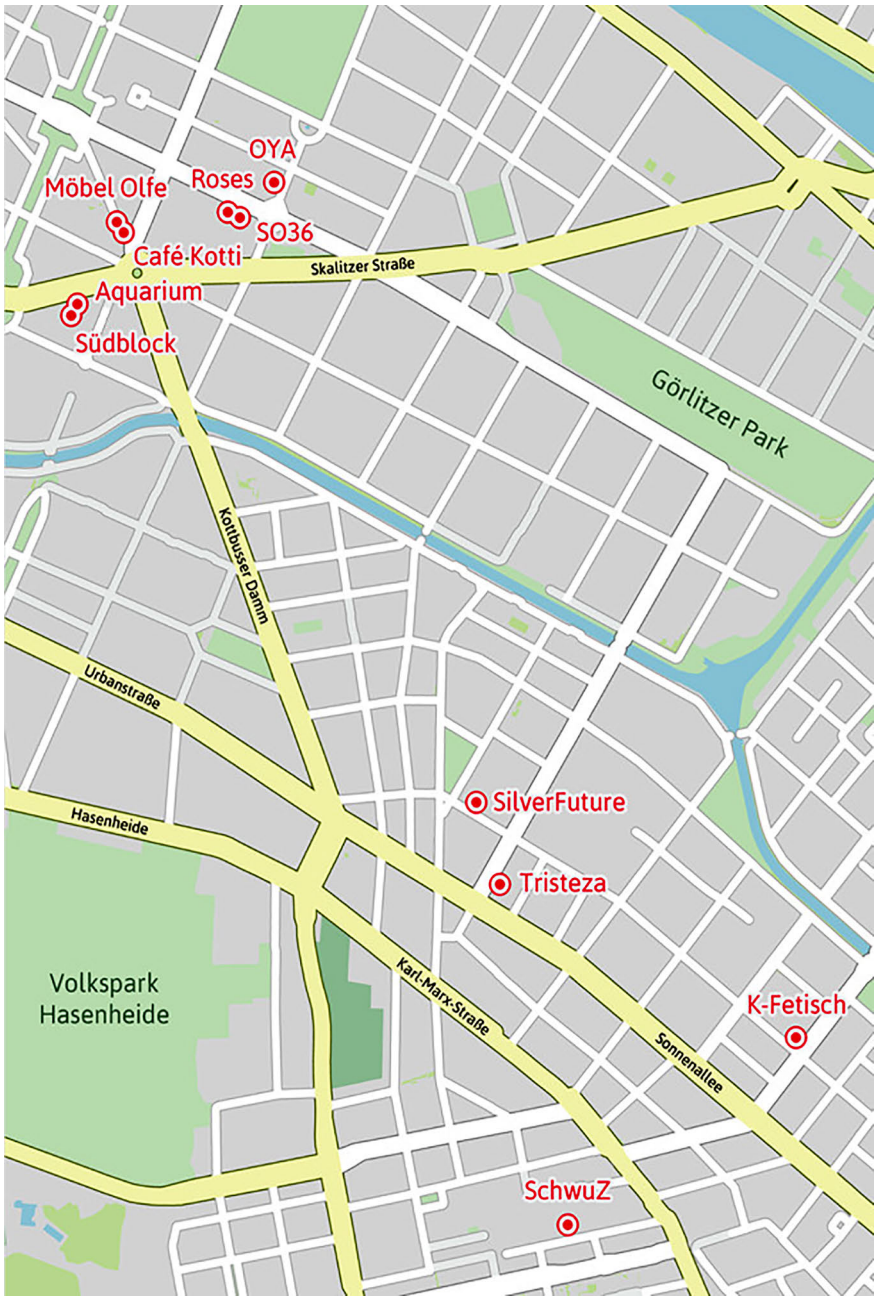 OYA
Roses
Möbel Olfe
SO36
Café Kotti
Skalitzer Straße
Aquarium
Südblock
Görlitzer Park
Kottbusser Damm
Urbanstraße
SilverFuture
Hasenheide
Tristeza
Volkspark
Hasenheide
Karl-Marx-Straße
K-Fetisch
Sonnenallee
SchwuZ